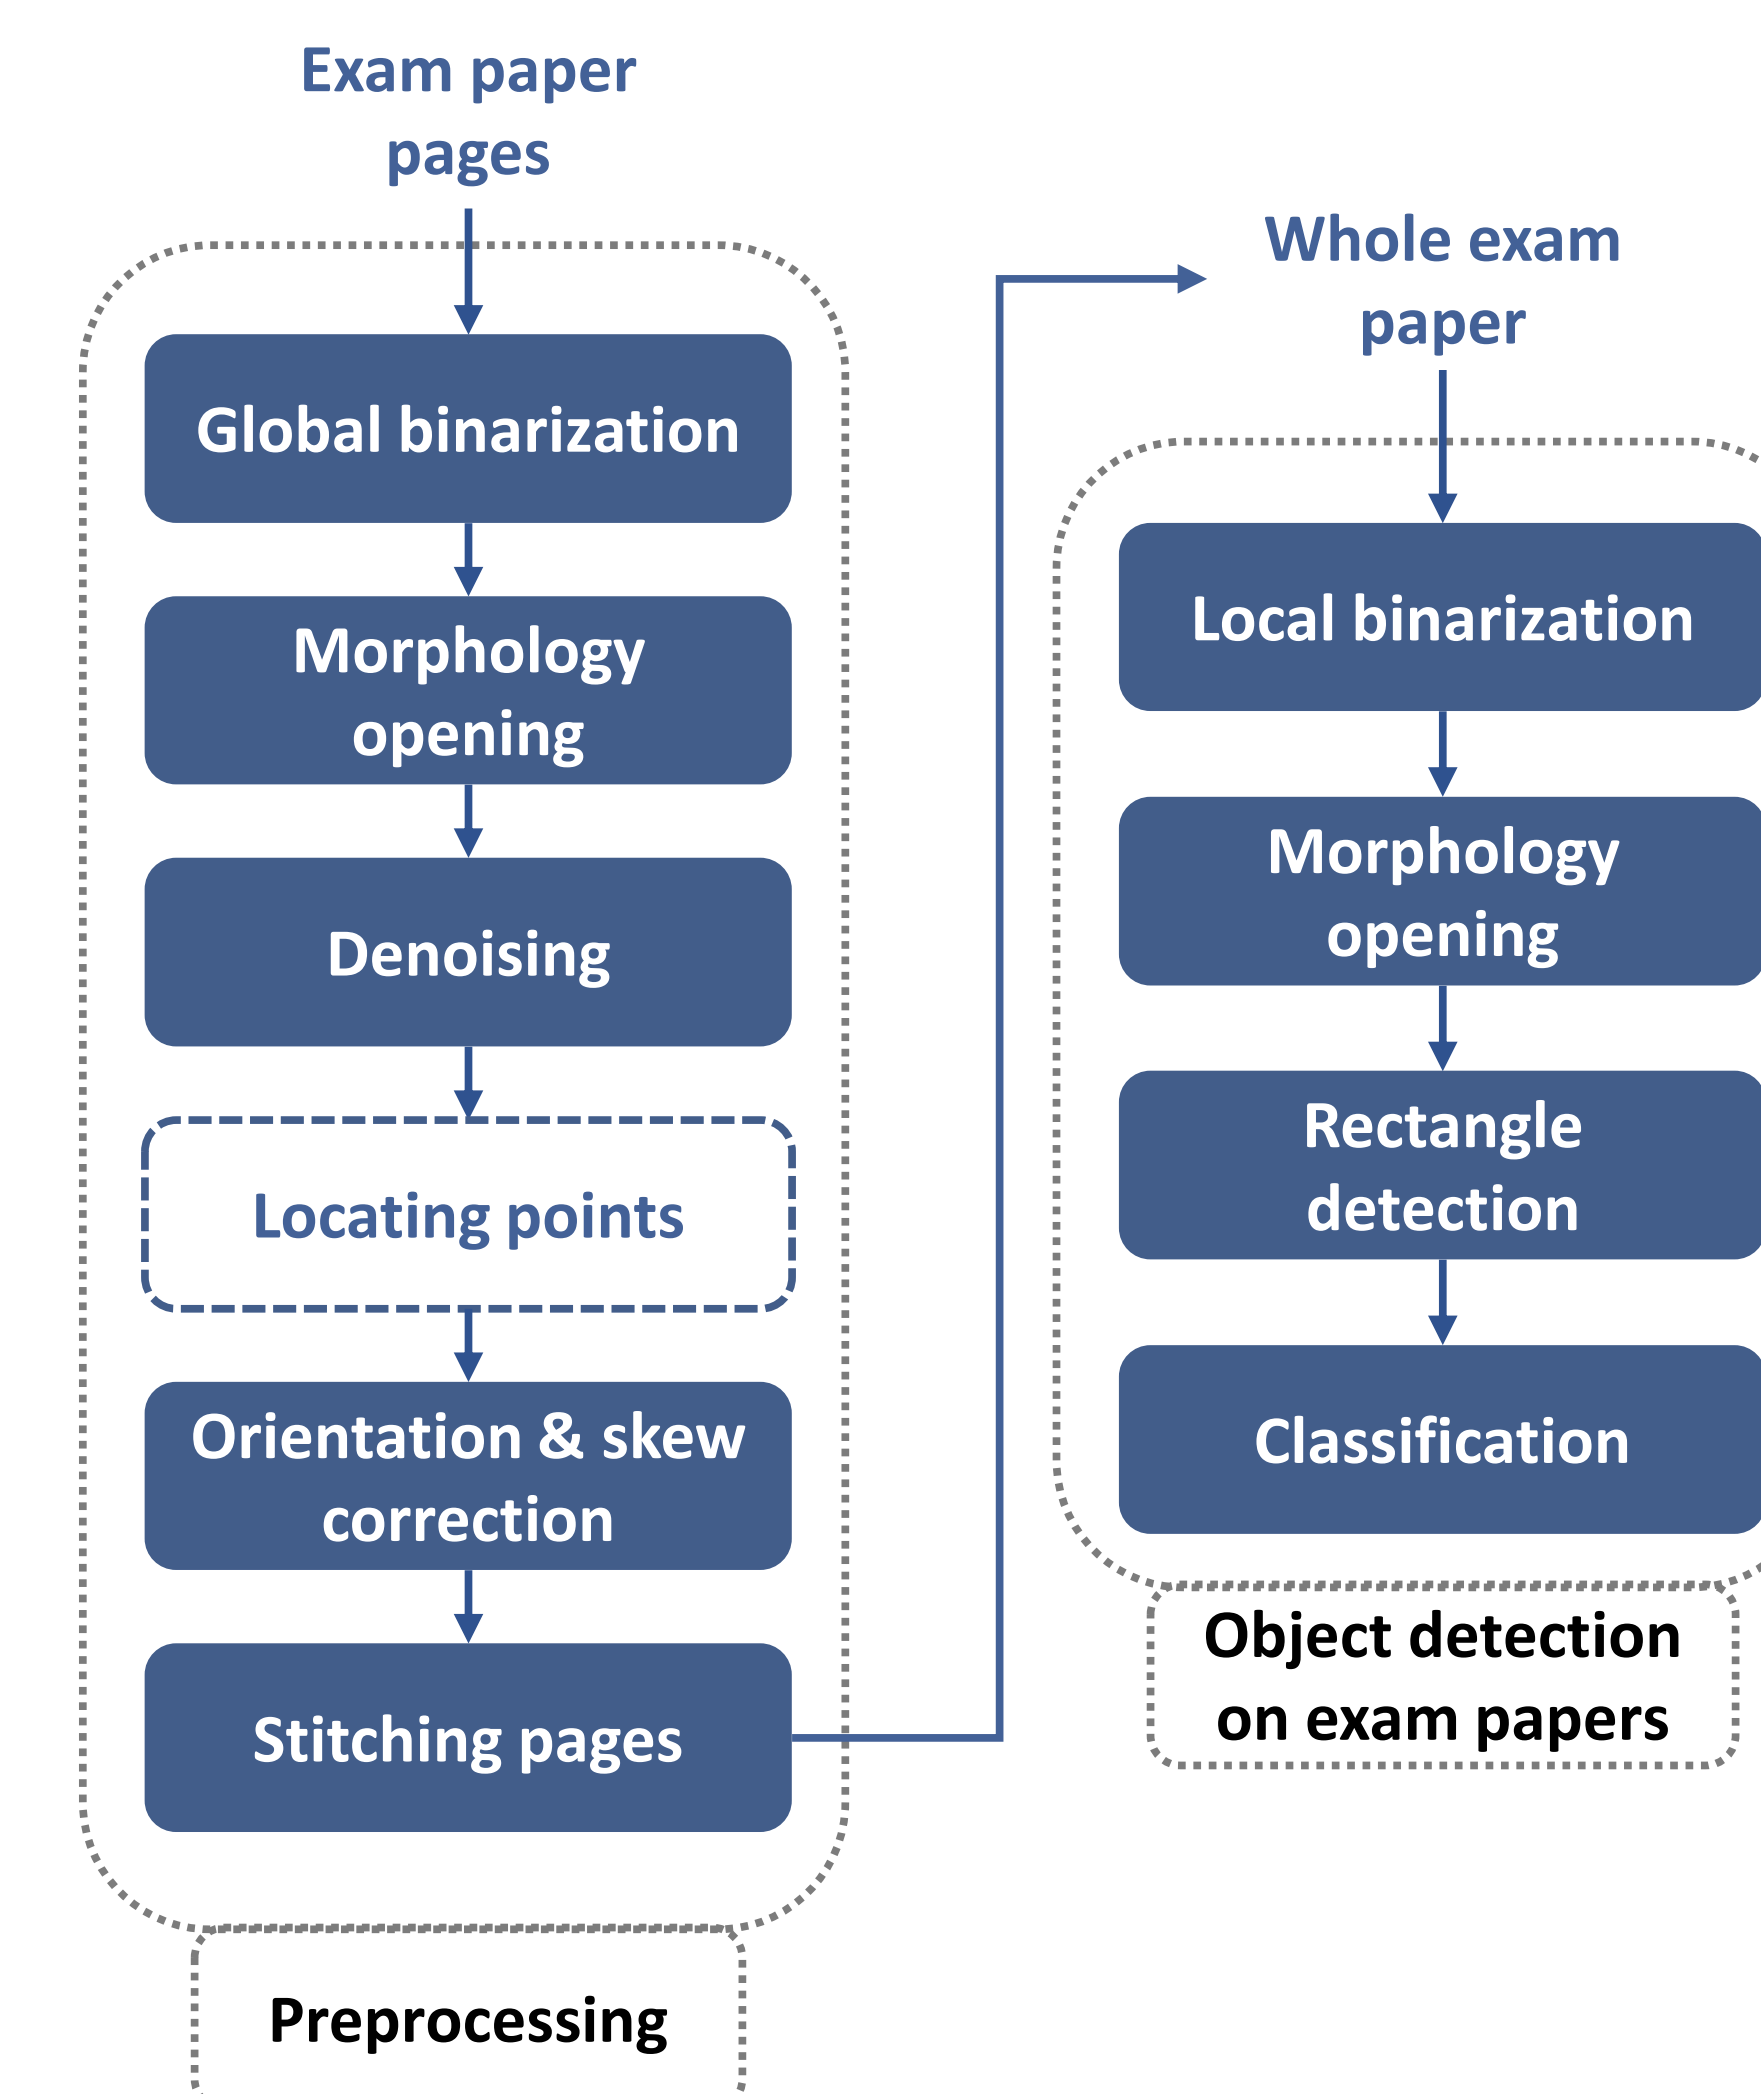 Exam paper
pages
Global binarization
Morphology
opening
Denoising
Locating points
Orientation & skew
correction
Stitching pages
Preprocessing
Whole exam
paper
Local binarization
Morphology
opening
Rectangle
detection
Classification
Object detection
on exam papers